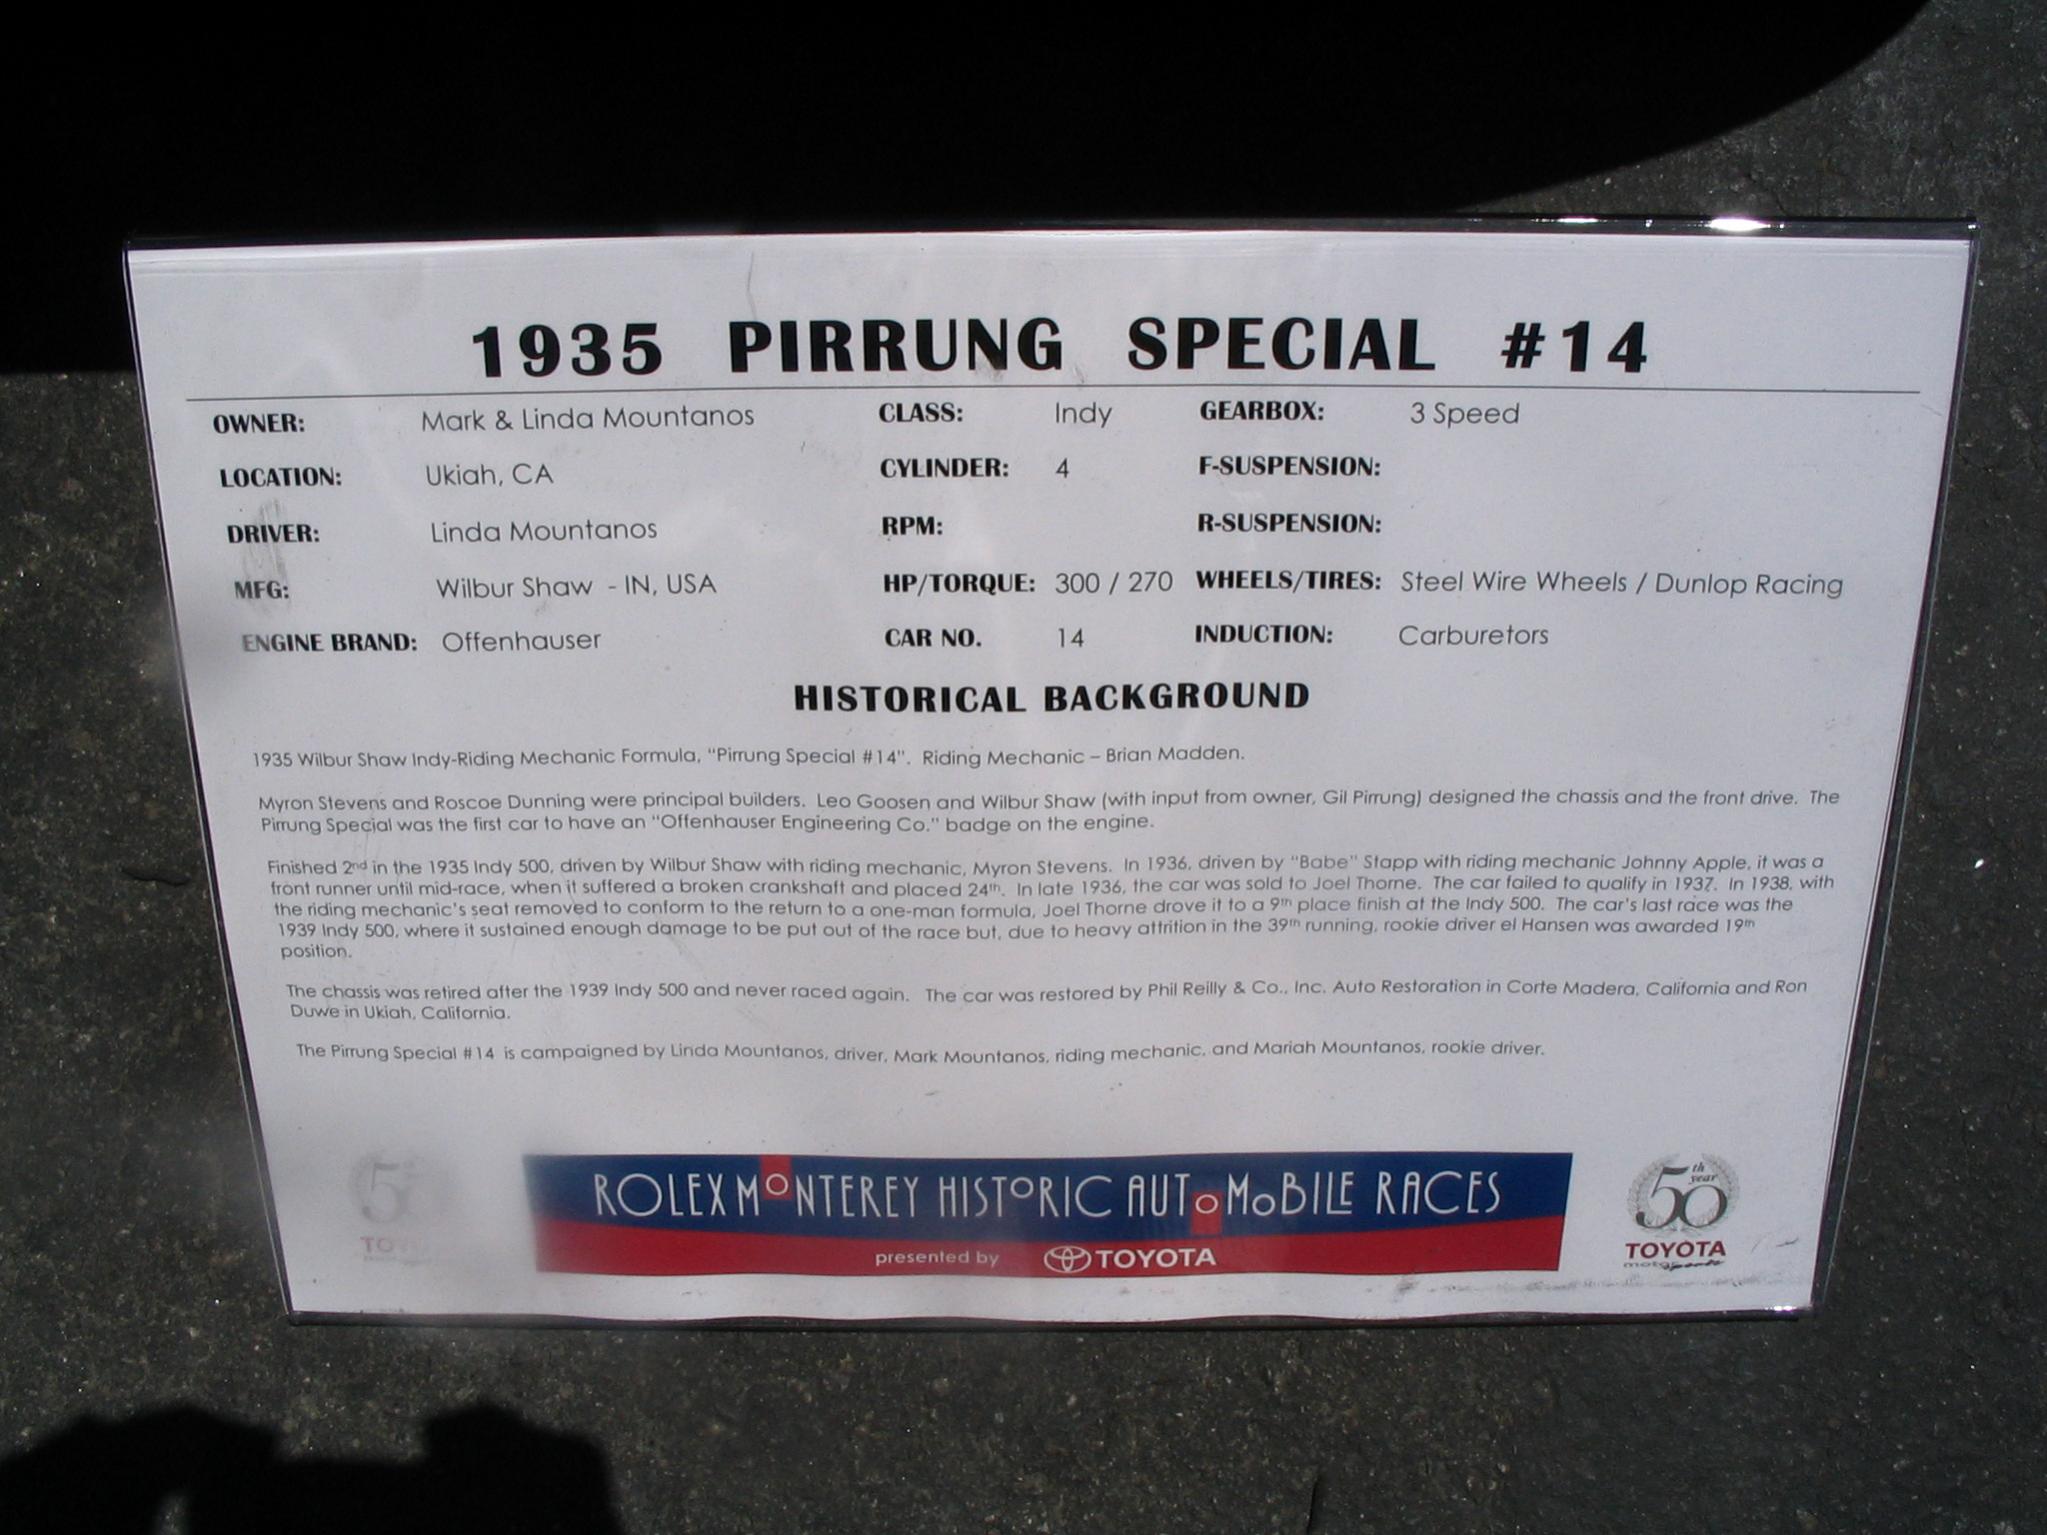 1935 PIRRUNG SPECIAL #14
OWNER: Mark & Linda Mountanos CLASS: Indy GEARBOX: 3 Speed
LOCATION: Ukiah, CA CYLINDER: 4 F-SUSPENSION:
DRIVER: Linda Mountanos RPM: R-SUSPENSION:
MFG: Wilbur Shaw - IN, USA HP/TORQUE: 300 / 270 WHEELS/TIRES: Steel Wire Wheels / Dunlop Racing
ENGINE BRAND: Offenhauser CAR NO. 14 INDUCTION: Carburetors
HISTORICAL BACKGROUND
1935 Wilbur Shaw Indy-Riding Mechanic Formula, "Pirrung Special #14". Riding Mechanic – Brian Madden.
Myron Stevens and Roscoe Dunning were principal builders. Leo Goosen and Wilbur Shaw (with input from owner, Gil Pirrung) designed the chassis and the front drive. The
Pirrung Special was the first car to have an "Offenhauser Engineering Co." badge on the engine.
Finished 2nd in the 1935 Indy 500, driven by Wilbur Shaw with riding mechanic, Myron Stevens. In 1936, driven by "Babe" Stapp with riding mechanic Johnny Apple, it was a
front runner until mid-race, when it suffered a broken crankshaft and placed 24th. In late 1936, the car was sold to Joel Thorne. The car failed to qualify in 1937. In 1938, with
the riding mechanic's seat removed to conform to the return to a one-man formula, Joel Thorne drove it to a 9th place finish at the Indy 500. The car's last race was the
1939 Indy 500, where it sustained enough damage to be put out of the race but, due to heavy attrition in the 39th running, rookie driver el Hansen was awarded 19th
position.
The chassis was retired after the 1939 Indy 500 and never raced again. The car was restored by Phil Reilly & Co., Inc. Auto Restoration in Corte Madera, California and Ron
Duwe in Ukiah, California.
The Pirrung Special #14 is campaigned by Linda Mountanos, driver, Mark Mountanos, riding mechanic, and Mariah Mountanos, rookie driver.
ROLEX MONTEREY HISTORIC AUTOMOBILE RACES
presented by TOYOTA
50th year
TOYOTA
motorsports